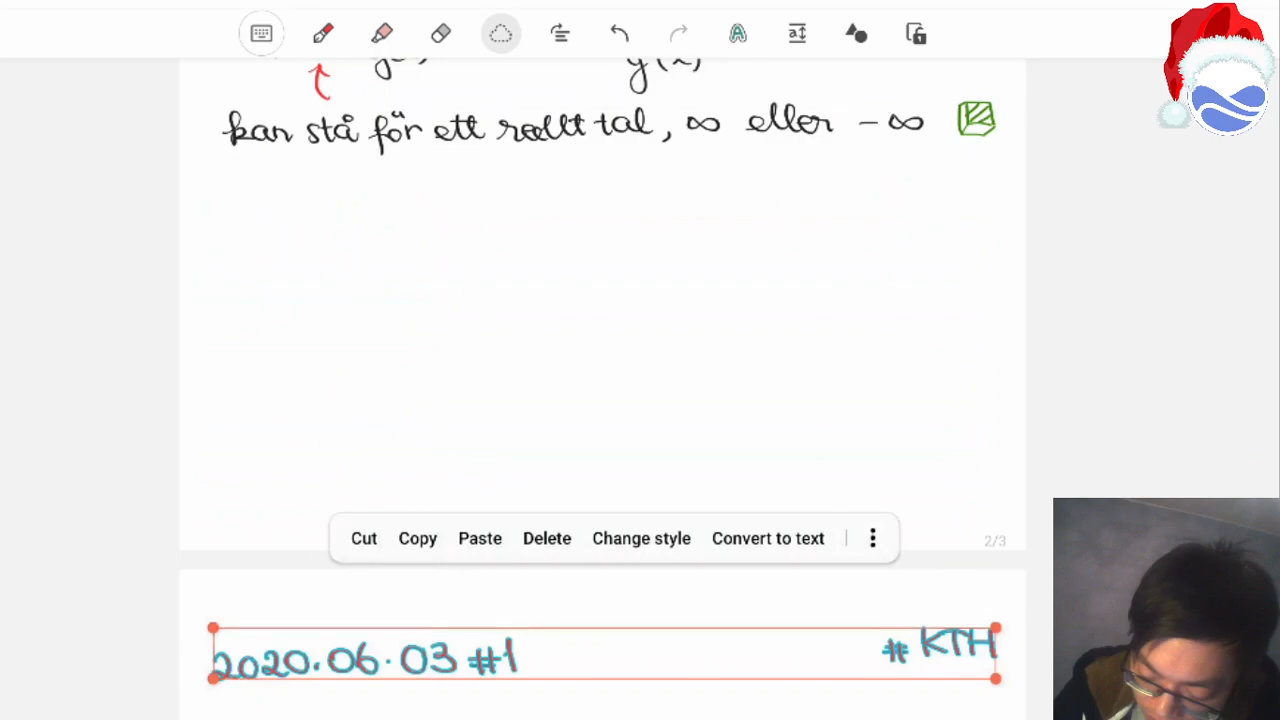 kan stå för ett reellt tal, ∞ eller -∞
Cut Copy Paste Delete Change style Convert to text
2/3
2020.06.03 #1 # KTH